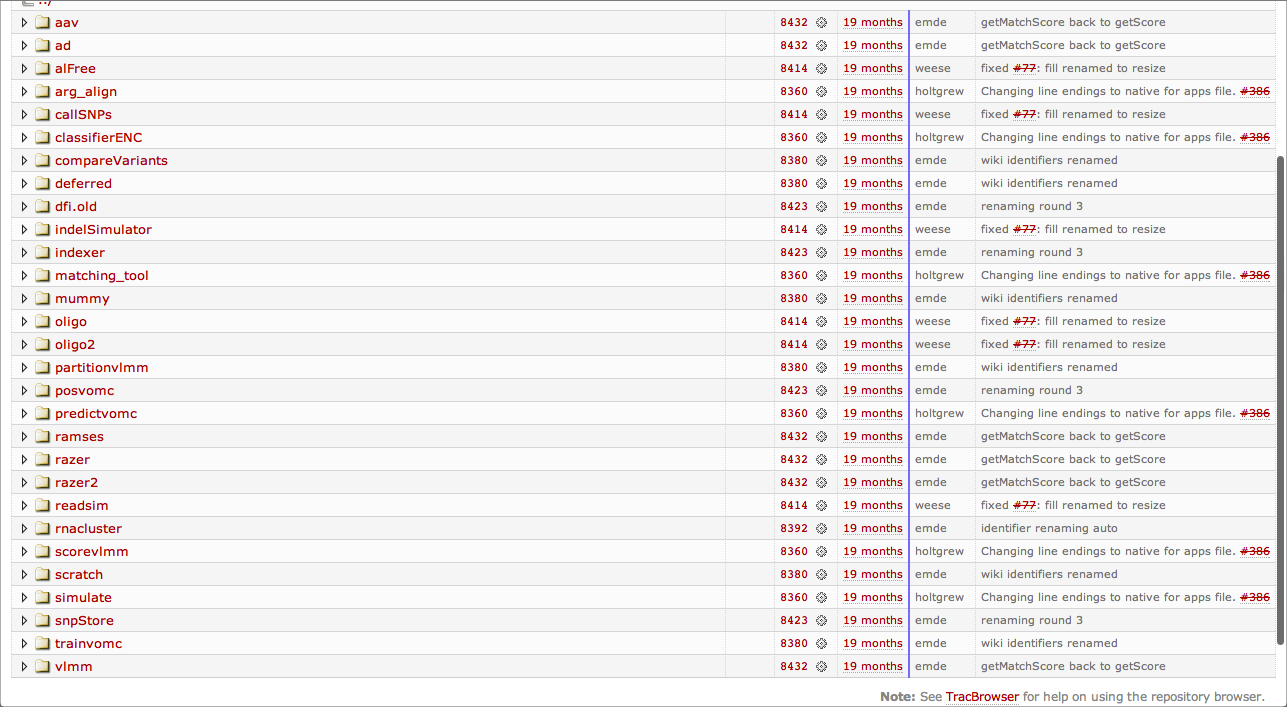 ../
aav 8432 19 months emde getMatchScore back to getScore
ad 8432 19 months emde getMatchScore back to getScore
alFree 8414 19 months weese fixed #77: fill renamed to resize
arg_align 8360 19 months holtgrew Changing line endings to native for apps file. #386
callSNPs 8414 19 months weese fixed #77: fill renamed to resize
classifierENC 8360 19 months holtgrew Changing line endings to native for apps file. #386
compareVariants 8380 19 months emde wiki identifiers renamed
deferred 8380 19 months emde wiki identifiers renamed
dfi.old 8423 19 months emde renaming round 3
indelSimulator 8414 19 months weese fixed #77: fill renamed to resize
indexer 8423 19 months emde renaming round 3
matching_tool 8360 19 months holtgrew Changing line endings to native for apps file. #386
mummy 8380 19 months emde wiki identifiers renamed
oligo 8414 19 months weese fixed #77: fill renamed to resize
oligo2 8414 19 months weese fixed #77: fill renamed to resize
partitionvlmm 8380 19 months emde wiki identifiers renamed
posvomc 8423 19 months emde renaming round 3
predictvomc 8360 19 months holtgrew Changing line endings to native for apps file. #386
ramses 8432 19 months emde getMatchScore back to getScore
razer 8432 19 months emde getMatchScore back to getScore
razer2 8432 19 months emde getMatchScore back to getScore
readsim 8414 19 months weese fixed #77: fill renamed to resize
rnacluster 8392 19 months emde identifier renaming auto
scorevlmm 8360 19 months holtgrew Changing line endings to native for apps file. #386
scratch 8380 19 months emde wiki identifiers renamed
simulate 8360 19 months holtgrew Changing line endings to native for apps file. #386
snpStore 8423 19 months emde renaming round 3
trainvomc 8380 19 months emde wiki identifiers renamed
vlmm 8432 19 months emde getMatchScore back to getScore
Note: See TracBrowser for help on using the repository browser.